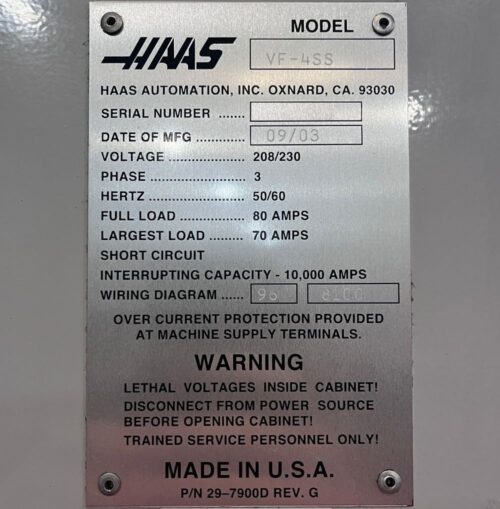 MODEL
HAAS VF-4SS
HAAS AUTOMATION, INC. OXNARD, CA. 93030
SERIAL NUMBER .......
DATE OF MFG ............. 09/03
VOLTAGE .................... 208/230
PHASE ......................... 3
HERTZ .......................... 50/60
FULL LOAD ................. 80 AMPS
LARGEST LOAD ......... 70 AMPS
SHORT CIRCUIT
INTERRUPTING CAPACITY - 10,000 AMPS
WIRING DIAGRAM ...... 96
OVER CURRENT PROTECTION PROVIDED
AT MACHINE SUPPLY TERMINALS.
WARNING
LETHAL VOLTAGES INSIDE CABINET!
DISCONNECT FROM POWER SOURCE
BEFORE OPENING CABINET!
TRAINED SERVICE PERSONNEL ONLY!
MADE IN U.S.A.
P/N 29-7900D REV. G